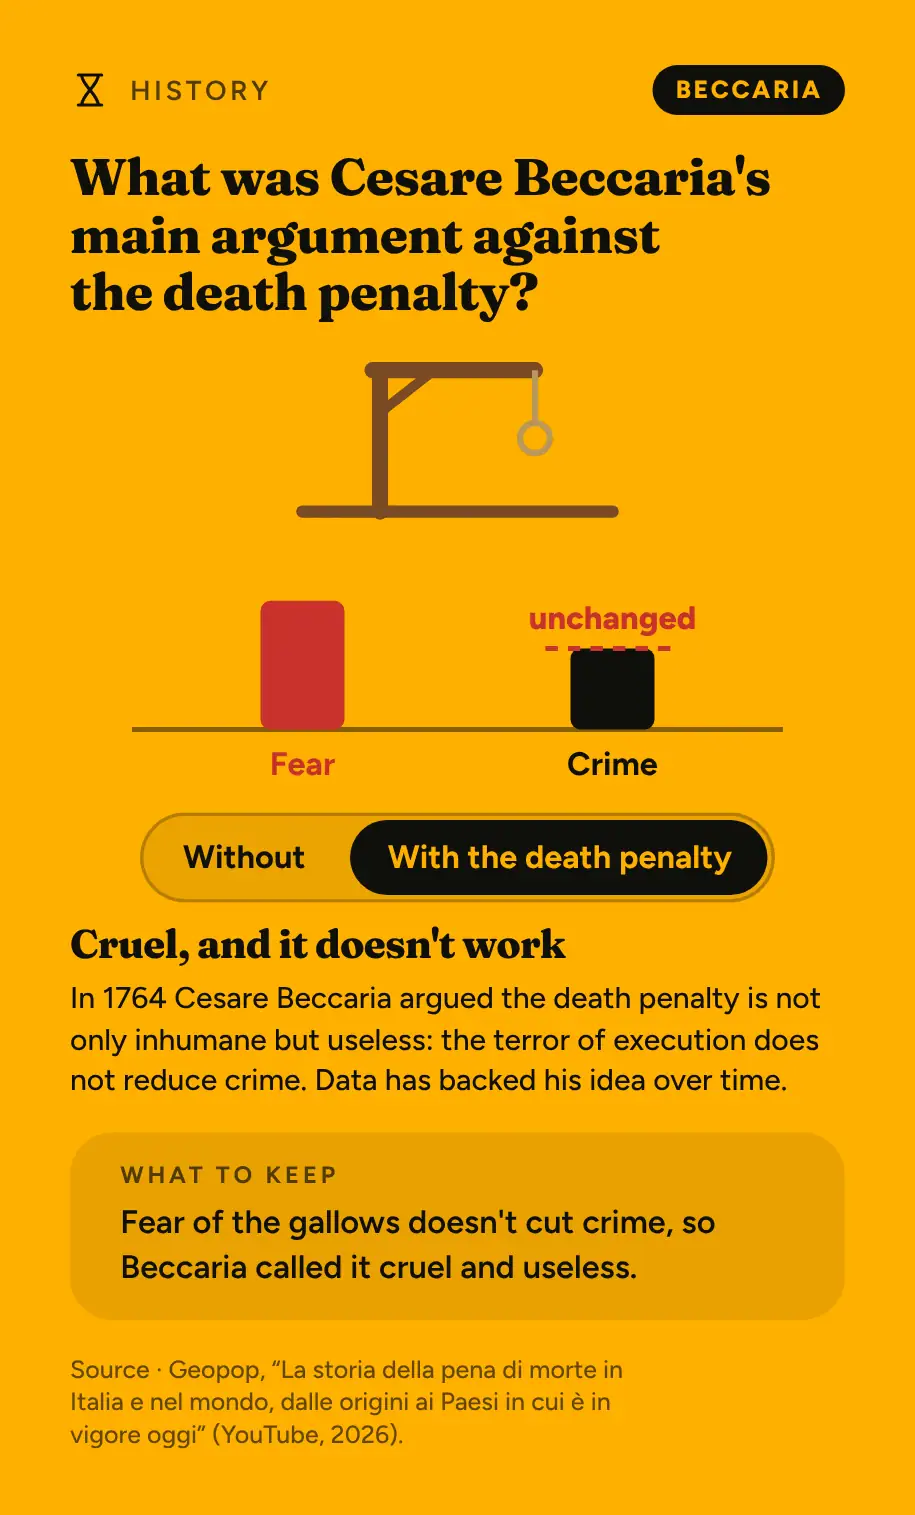 HISTORY
BECCARIA
What was Cesare Beccaria's
main argument against
the death penalty?
unchanged
Fear
Crime
Without
With the death penalty
Cruel, and it doesn't work
In 1764 Cesare Beccaria argued the death penalty is not
only inhumane but useless: the terror of execution does
not reduce crime. Data has backed his idea over time.
WHAT TO KEEP
Fear of the gallows doesn't cut crime, so
Beccaria called it cruel and useless.
Source · Geopop, “La storia della pena di morte in
Italia e nel mondo, dalle origini ai Paesi in cui è in
vigore oggi” (YouTube, 2026).